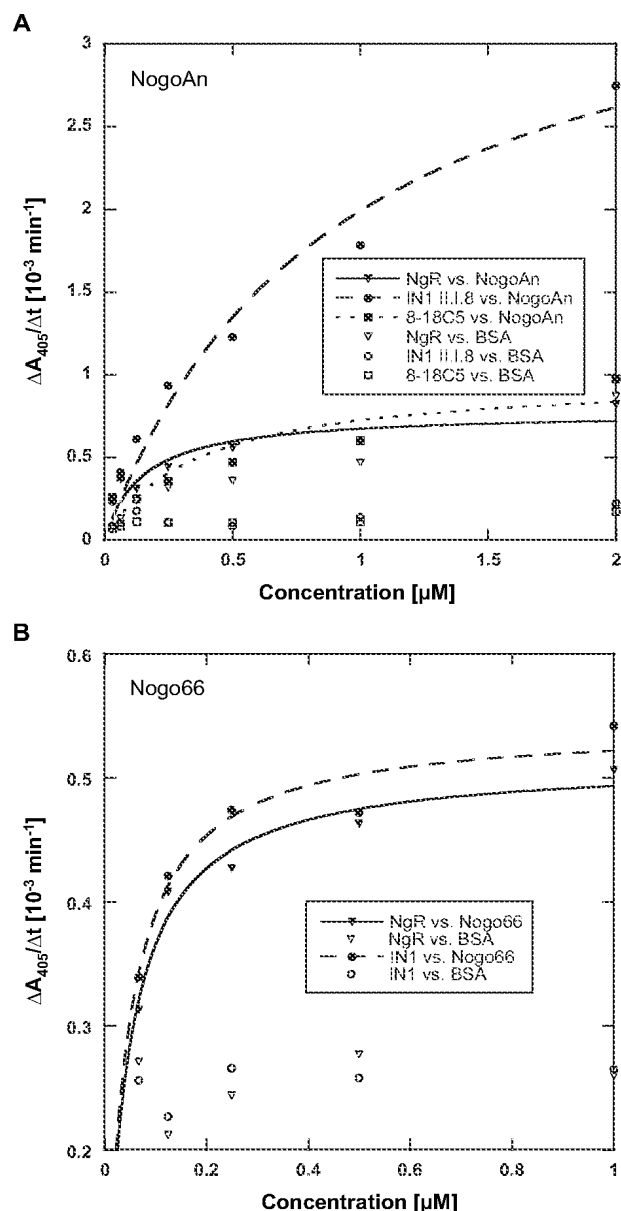 A
NogoAn
3
2.5
2
1.5
1
0.5
0
ΔA405/Δt [10-3 min-1]
NgR vs. NogoAn
IN1 II.I.8 vs. NogoAn
8-18C5 vs. NogoAn
NgR vs. BSA
IN1 II.I.8 vs. BSA
8-18C5 vs. BSA
0 0.5 1 1.5 2
Concentration [µM]
B
Nogo66
0.6
0.5
0.4
0.3
0.2
ΔA405/Δt [10-3 min-1]
NgR vs. Nogo66
NgR vs. BSA
IN1 vs. Nogo66
IN1 vs. BSA
0 0.2 0.4 0.6 0.8 1
Concentration [µM]